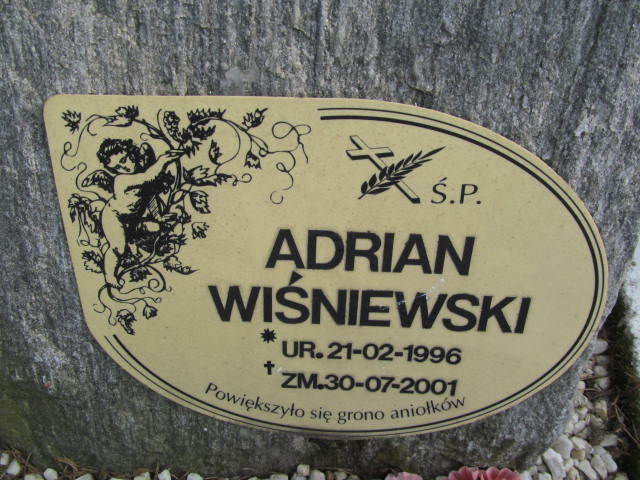 Ś.P.
ADRIAN
WIŚNIEWSKI
* UR. 21-02-1996
† ZM.30-07-2001
Powiększyło się grono aniołków